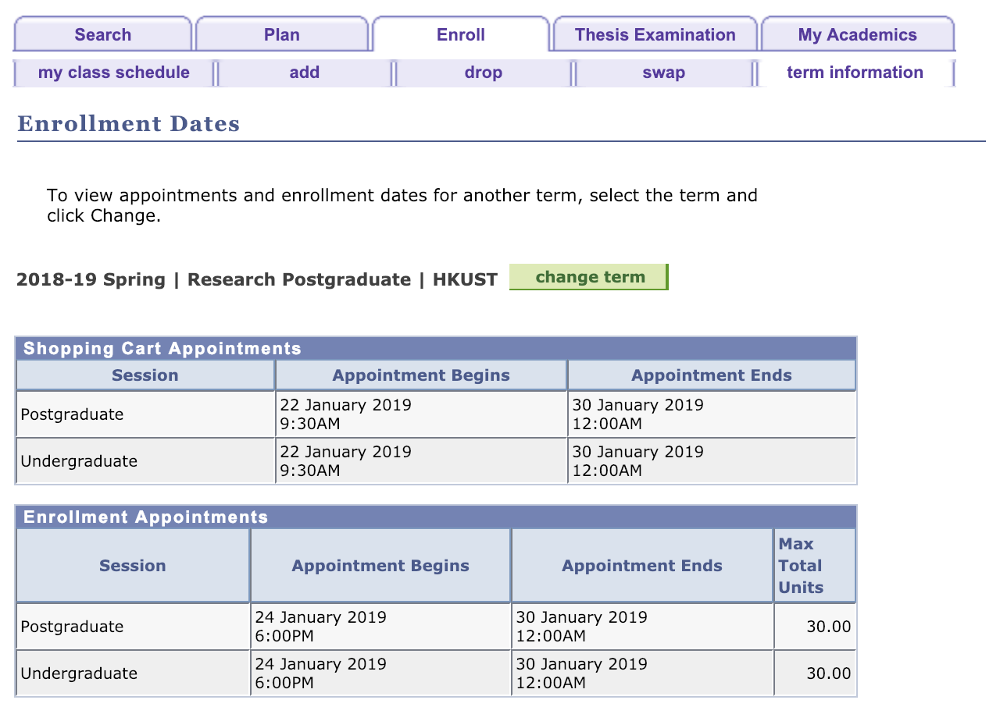 Search Plan Enroll Thesis Examination My Academics
my class schedule add drop swap term information
Enrollment Dates
To view appointments and enrollment dates for another term, select the term and
click Change.
2018-19 Spring | Research Postgraduate | HKUST change term
Shopping Cart Appointments
Session Appointment Begins Appointment Ends
Postgraduate 22 January 2019 9:30AM 30 January 2019 12:00AM
Undergraduate 22 January 2019 9:30AM 30 January 2019 12:00AM
Enrollment Appointments
Session Appointment Begins Appointment Ends Max Total Units
Postgraduate 24 January 2019 6:00PM 30 January 2019 12:00AM 30.00
Undergraduate 24 January 2019 6:00PM 30 January 2019 12:00AM 30.00